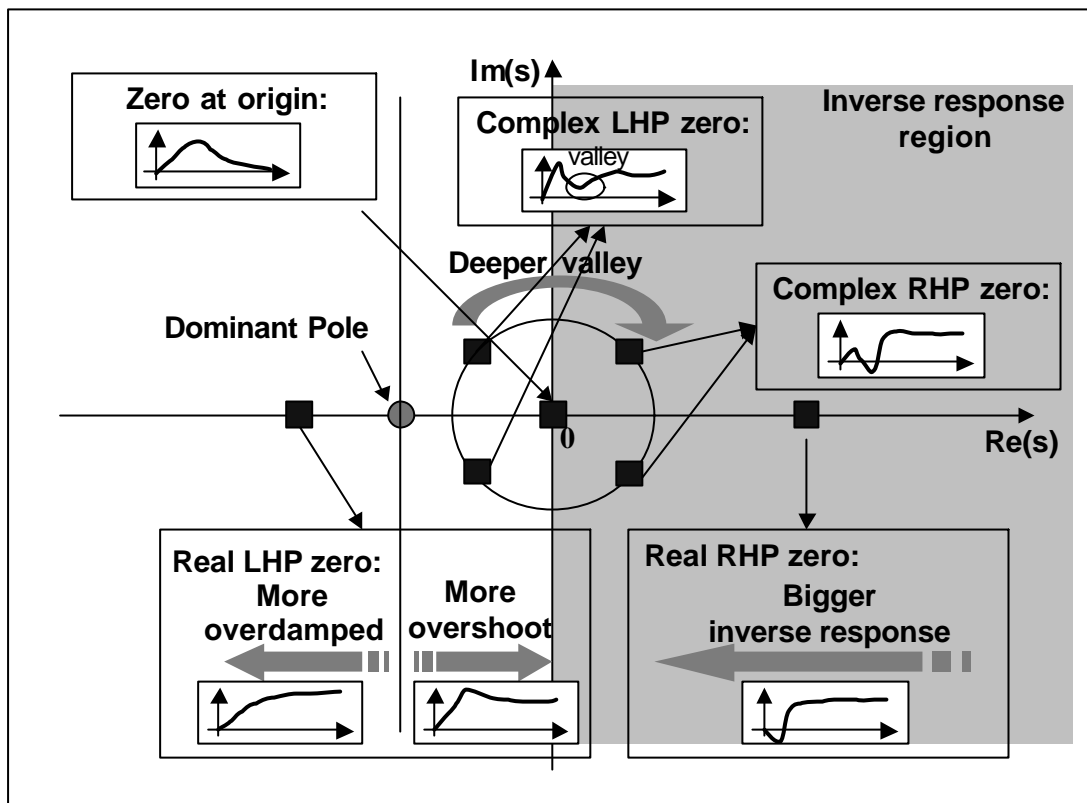 Im(s)
Zero at origin:
Complex LHP zero:
valley
Inverse response
region
Deeper valley
Complex RHP zero:
Dominant Pole
0
Re(s)
Real LHP zero:
More
overdamped
More
overshoot
Real RHP zero:
Bigger
inverse response